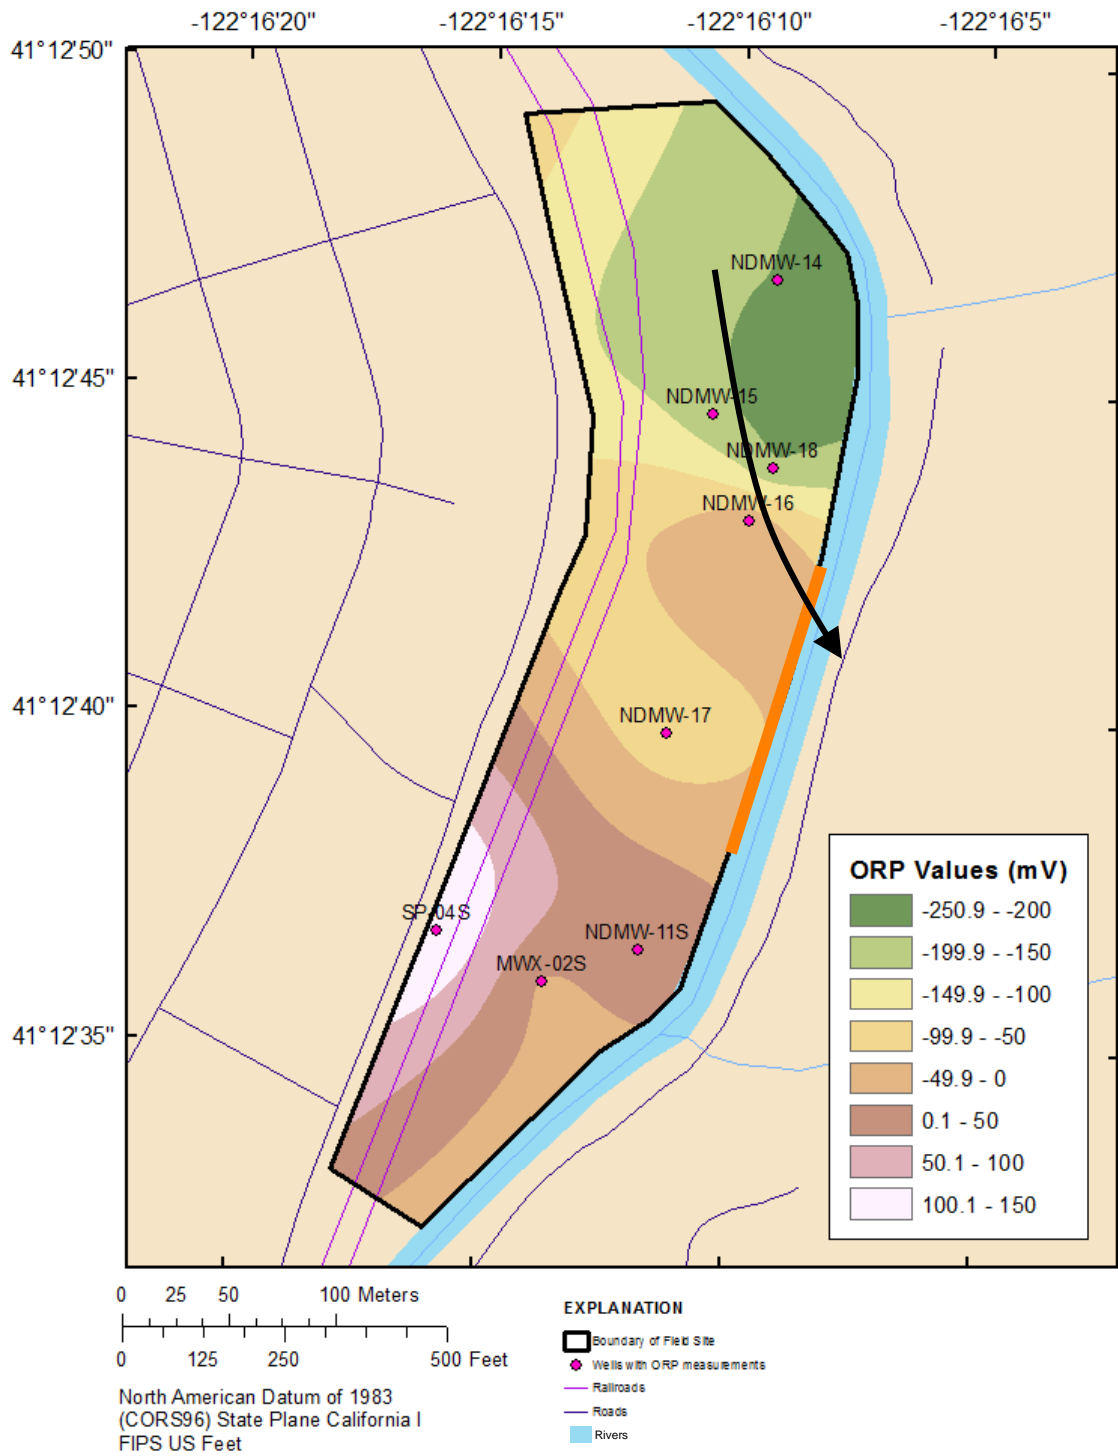 -122°16'20" -122°16'15" -122°16'10" -122°16'5"
41°12'50"
41°12'45"
41°12'40"
41°12'35"
NDMW-14
NDMW-15
NDMW-18
NDMW-16
NDMW-17
SP-04S
NDMW-11S
MWX-02S
ORP Values (mV)
-250.9 - -200
-199.9 - -150
-149.9 - -100
-99.9 - -50
-49.9 - 0
0.1 - 50
50.1 - 100
100.1 - 150
0 25 50 100 Meters
0 125 250 500 Feet
North American Datum of 1983
(CORS96) State Plane California I
FIPS US Feet
EXPLANATION
Boundary of Field Site
Wells with ORP measurements
Railroads
Roads
Rivers